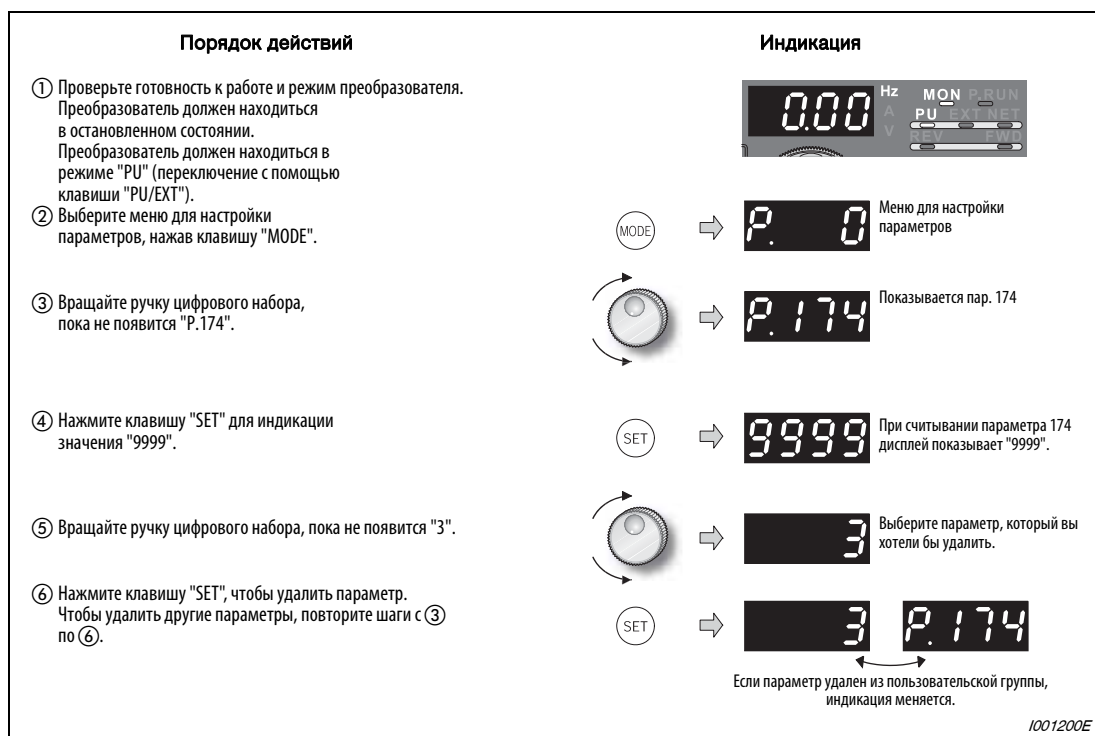 Порядок действий
Индикация
① Проверьте готовность к работе и режим преобразователя.
Преобразователь должен находиться
в остановленном состоянии.
Преобразователь должен находиться в
режиме "PU" (переключение с помощью
клавиши "PU/EXT").
0.00
Hz
A
V
MON P.RUN
PU EXT NET
REV FWD
② Выберите меню для настройки
параметров, нажав клавишу "MODE".
MODE
P. 0
Меню для настройки
параметров
③ Вращайте ручку цифрового набора,
пока не появится "P.174".
P.174
Показывается пар. 174
④ Нажмите клавишу "SET" для индикации
значения "9999".
SET
9999
При считывании параметра 174
дисплей показывает "9999".
⑤ Вращайте ручку цифрового набора, пока не появится "3".
3
Выберите параметр, который вы
хотели бы удалить.
⑥ Нажмите клавишу "SET", чтобы удалить параметр.
Чтобы удалить другие параметры, повторите шаги с ③
по ⑥.
SET
3
P.174
Если параметр удален из пользовательской группы,
индикация меняется.
I001200E